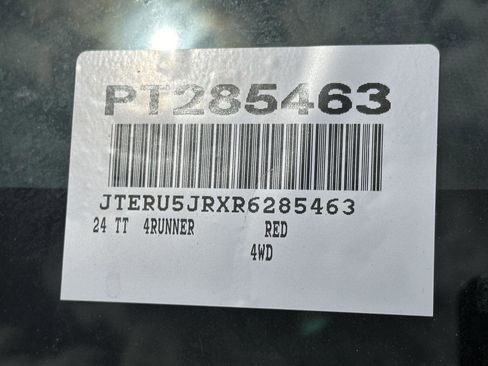 PT285463
JTERU5JRXR6285463
24 TT 4RUNNER RED
4WD